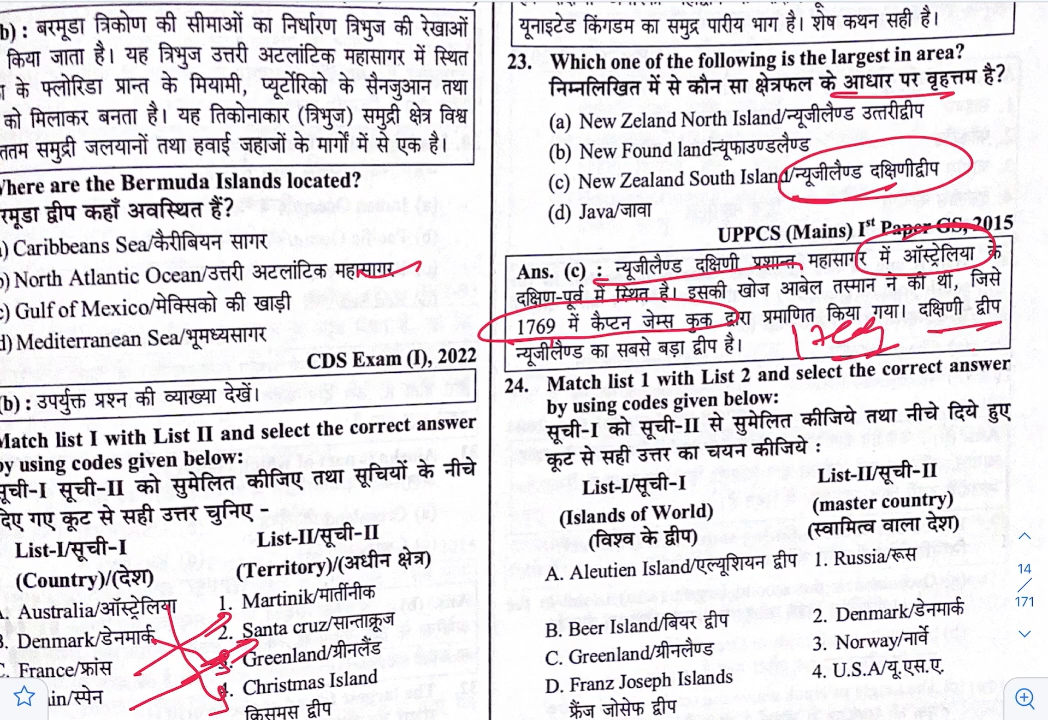 b) : बरमूडा त्रिकोण की सीमाओं का निर्धारण त्रिभुज की रेखाओं
किया जाता है। यह त्रिभुज उत्तरी अटलांटिक महासागर में स्थित
के फ्लोरिडा प्रान्त के मियामी, प्यूर्टोरिको के सैनजुआन तथा
को मिलाकर बनता है। यह तिकोनाकार (त्रिभुज) समुद्री क्षेत्र विश्व
तम समुद्री जलयानों तथा हवाई जहाजों के मार्गों में से एक है।
Where are the Bermuda Islands located?
रमूडा द्वीप कहाँ अवस्थित हैं?
) Caribbeans Sea/कैरीबियन सागर
) North Atlantic Ocean/उत्तरी अटलांटिक महासागर
) Gulf of Mexico/मेक्सिको की खाड़ी
d) Mediterranean Sea/भूमध्यसागर
CDS Exam (I), 2022
(b) : उपर्युक्त प्रश्न की व्याख्या देखें।
Match list I with List II and select the correct answer
by using codes given below:
सूची-I सूची-II को सुमेलित कीजिए तथा सूचियों के नीचे
दिए गए कूट से सही उत्तर चुनिए -
List-I/सूची-I List-II/सूची-II
(Country)/(देश) (Territory)/(अधीन क्षेत्र)
Australia/ऑस्ट्रेलिया 1. Mattinik/मार्तीनीक
Denmark/डेनमार्क 2. Santa cruz/सान्ताक्रूज
France/फ्रांस 3. Greenland/ग्रीनलैंड
in/स्पेन 4. Christmas Island
क्रिसमस द्वीप
यूनाइटेड किंगडम का समुद्र पारीय भाग है। शेष कथन सही है।
23. Which one of the following is the largest in area?
निम्नलिखित में से कौन सा क्षेत्रफल के आधार पर वृहत्तम है?
(a) New Zeland North Island/न्यूजीलैण्ड उत्तरीद्वीप
(b) New Found land-न्यूफाउण्डलैण्ड
(c) New Zealand South Island/न्यूजीलैण्ड दक्षिणीद्वीप
(d) Java/जावा
UPPCS (Mains) Ist Paper GS, 2015
Ans. (c) : न्यूजीलैण्ड दक्षिणी प्रशान्त महासागर में ऑस्ट्रेलिया के
दक्षिण-पूर्व में स्थित है। इसकी खोज आबेल तस्मान ने की थी, जिसे
1769 में कैप्टन जेम्स कुक द्वारा प्रमाणित किया गया। दक्षिणी द्वीप
न्यूजीलैण्ड का सबसे बड़ा द्वीप है।
24. Match list 1 with List 2 and select the correct answer
by using codes given below:
सूची-I को सूची-II से सुमेलित कीजिये तथा नीचे दिये हुए
कूट से सही उत्तर का चयन कीजिये :
List-I/सूची-I List-II/सूची-II
(Islands of World) (master country)
(विश्व के द्वीप) (स्वामित्व वाला देश)
A. Aleutien Island/एल्यूशियन द्वीप 1. Russia/रूस
B. Beer Island/बियर द्वीप 2. Denmark/डेनमार्क
C. Greenland/ग्रीनलैण्ड 3. Norway/नार्वे
D. Franz Joseph Islands 4. U.S.A/यू.एस.ए.
फ्रैंज जोसेफ द्वीप
14
171